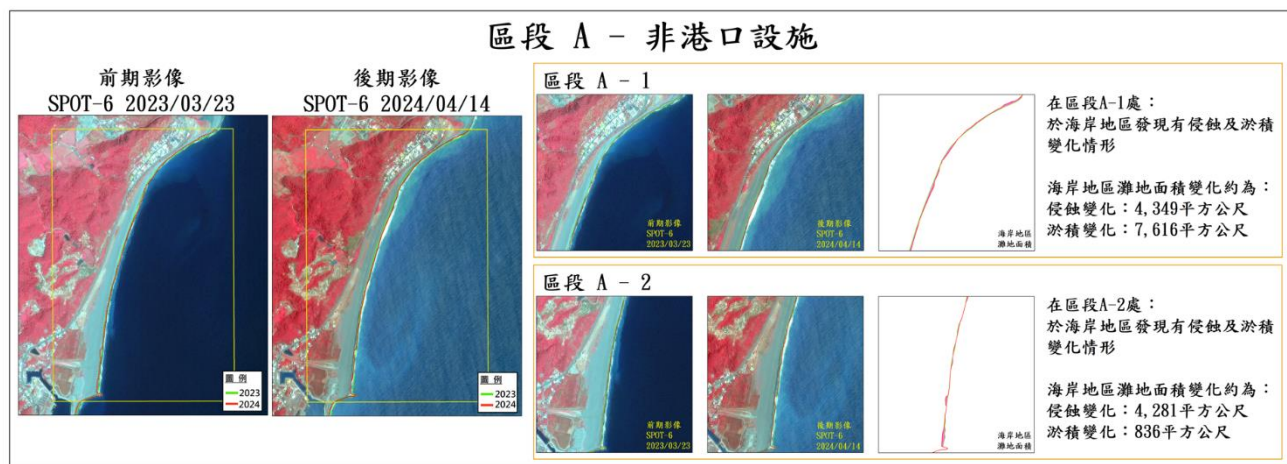 區段 A - 非港口設施
前期影像
SPOT-6 2023/03/23
後期影像
SPOT-6 2024/04/14
圖 例
2023
2024
圖 例
2023
2024
區段 A - 1
前期影像
SPOT-6
2023/03/23
後期影像
SPOT-6
2024/04/14
海岸地區
灘地面積
在區段A-1處：
於海岸地區發現有侵蝕及淤積
變化情形
海岸地區灘地面積變化約為：
侵蝕變化：4,349平方公尺
淤積變化：7,616平方公尺
區段 A - 2
前期影像
SPOT-6
2023/03/23
後期影像
SPOT-6
2024/04/14
海岸地區
灘地面積
在區段A-2處：
於海岸地區發現有侵蝕及淤積
變化情形
海岸地區灘地面積變化約為：
侵蝕變化：4,281平方公尺
淤積變化：836平方公尺